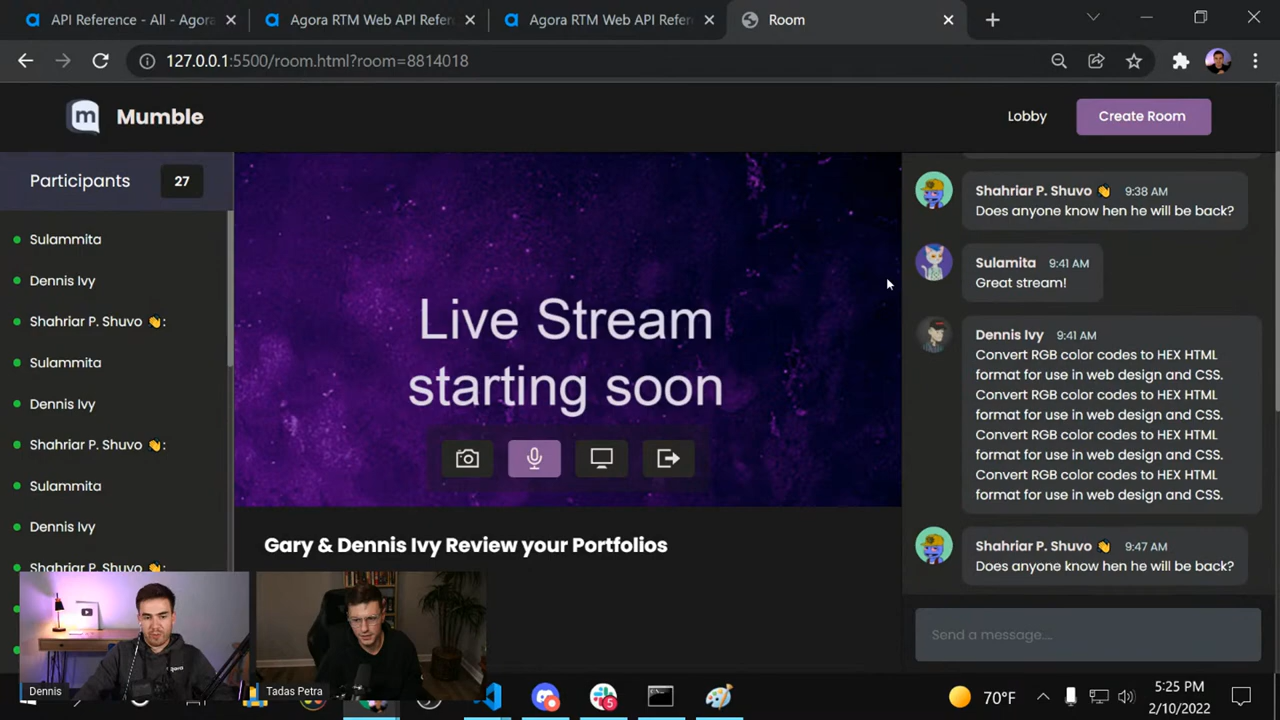 API Reference - All - Agora
Agora RTM Web API Refer
Agora RTM Web API Refer
Room
127.0.0.1:5500/room.html?room=8814018
m
Mumble
Lobby
Create Room
Participants
27
Sulammita
Dennis Ivy
Shahriar P. Shuvo 👏:
Sulammita
Dennis Ivy
Shahriar P. Shuvo 👏:
Sulammita
Dennis Ivy
Shahriar P. Shuvo 👏:
Live Stream
starting soon
Gary & Dennis Ivy Review your Portfolios
Shahriar P. Shuvo 👏 9:38 AM
Does anyone know hen he will be back?
Sulamita 9:41 AM
Great stream!
Dennis Ivy 9:41 AM
Convert RGB color codes to HEX HTML
format for use in web design and CSS.
Convert RGB color codes to HEX HTML
format for use in web design and CSS.
Convert RGB color codes to HEX HTML
format for use in web design and CSS.
Convert RGB color codes to HEX HTML
format for use in web design and CSS.
Shahriar P. Shuvo 👏 9:47 AM
Does anyone know hen he will be back?
Send a message....
agora
Dennis
Tadas Petra
5
70°F
5:25 PM
2/10/2022